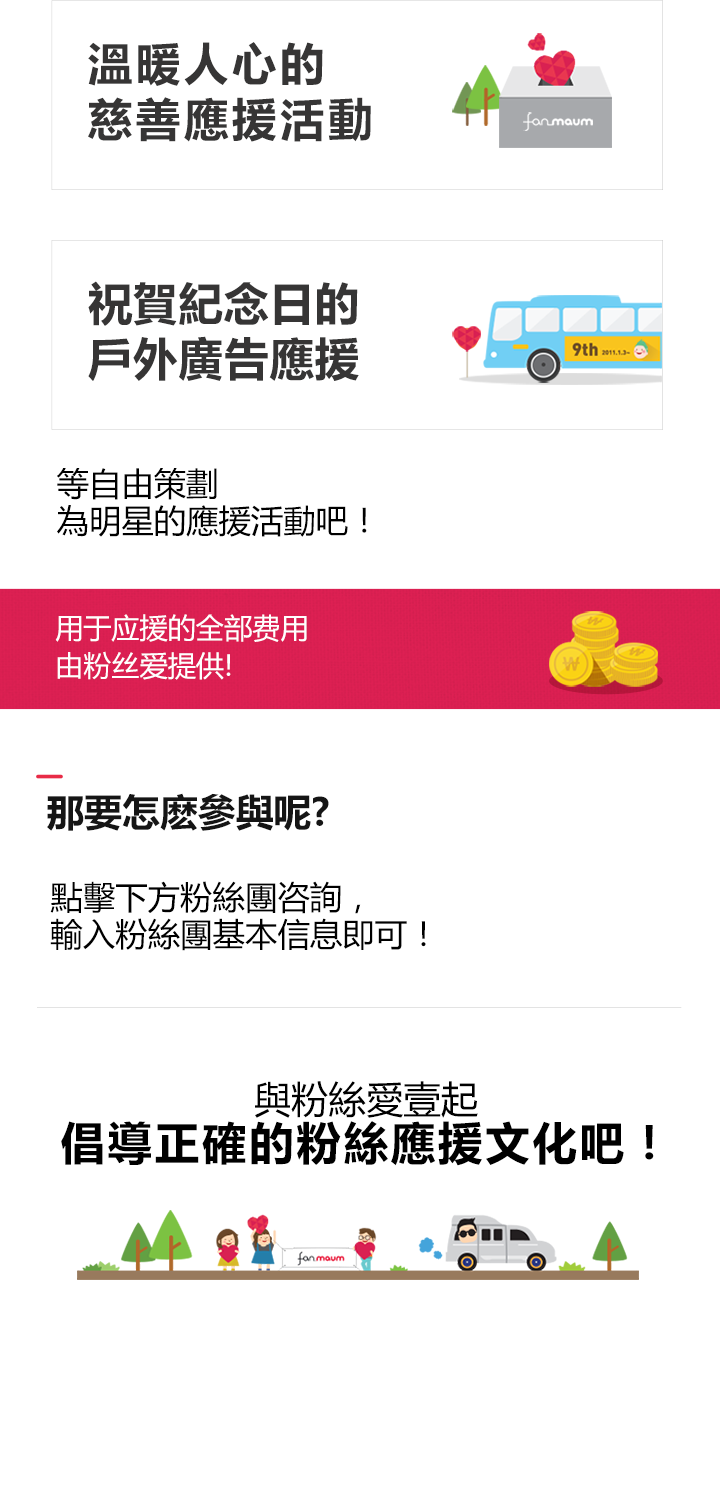 溫暖人心的
慈善應援活動
fanmaum
祝賀紀念日的
戶外廣告應援
9th 2011.1.3~
等自由策劃
為明星的應援活動吧！
用于应援的全部费用
由粉丝爱提供!
₩
₩
₩
那要怎麽參與呢?
點擊下方粉絲團咨詢，
輸入粉絲團基本信息即可！
與粉絲愛壹起
倡導正確的粉絲應援文化吧！
fanmaum